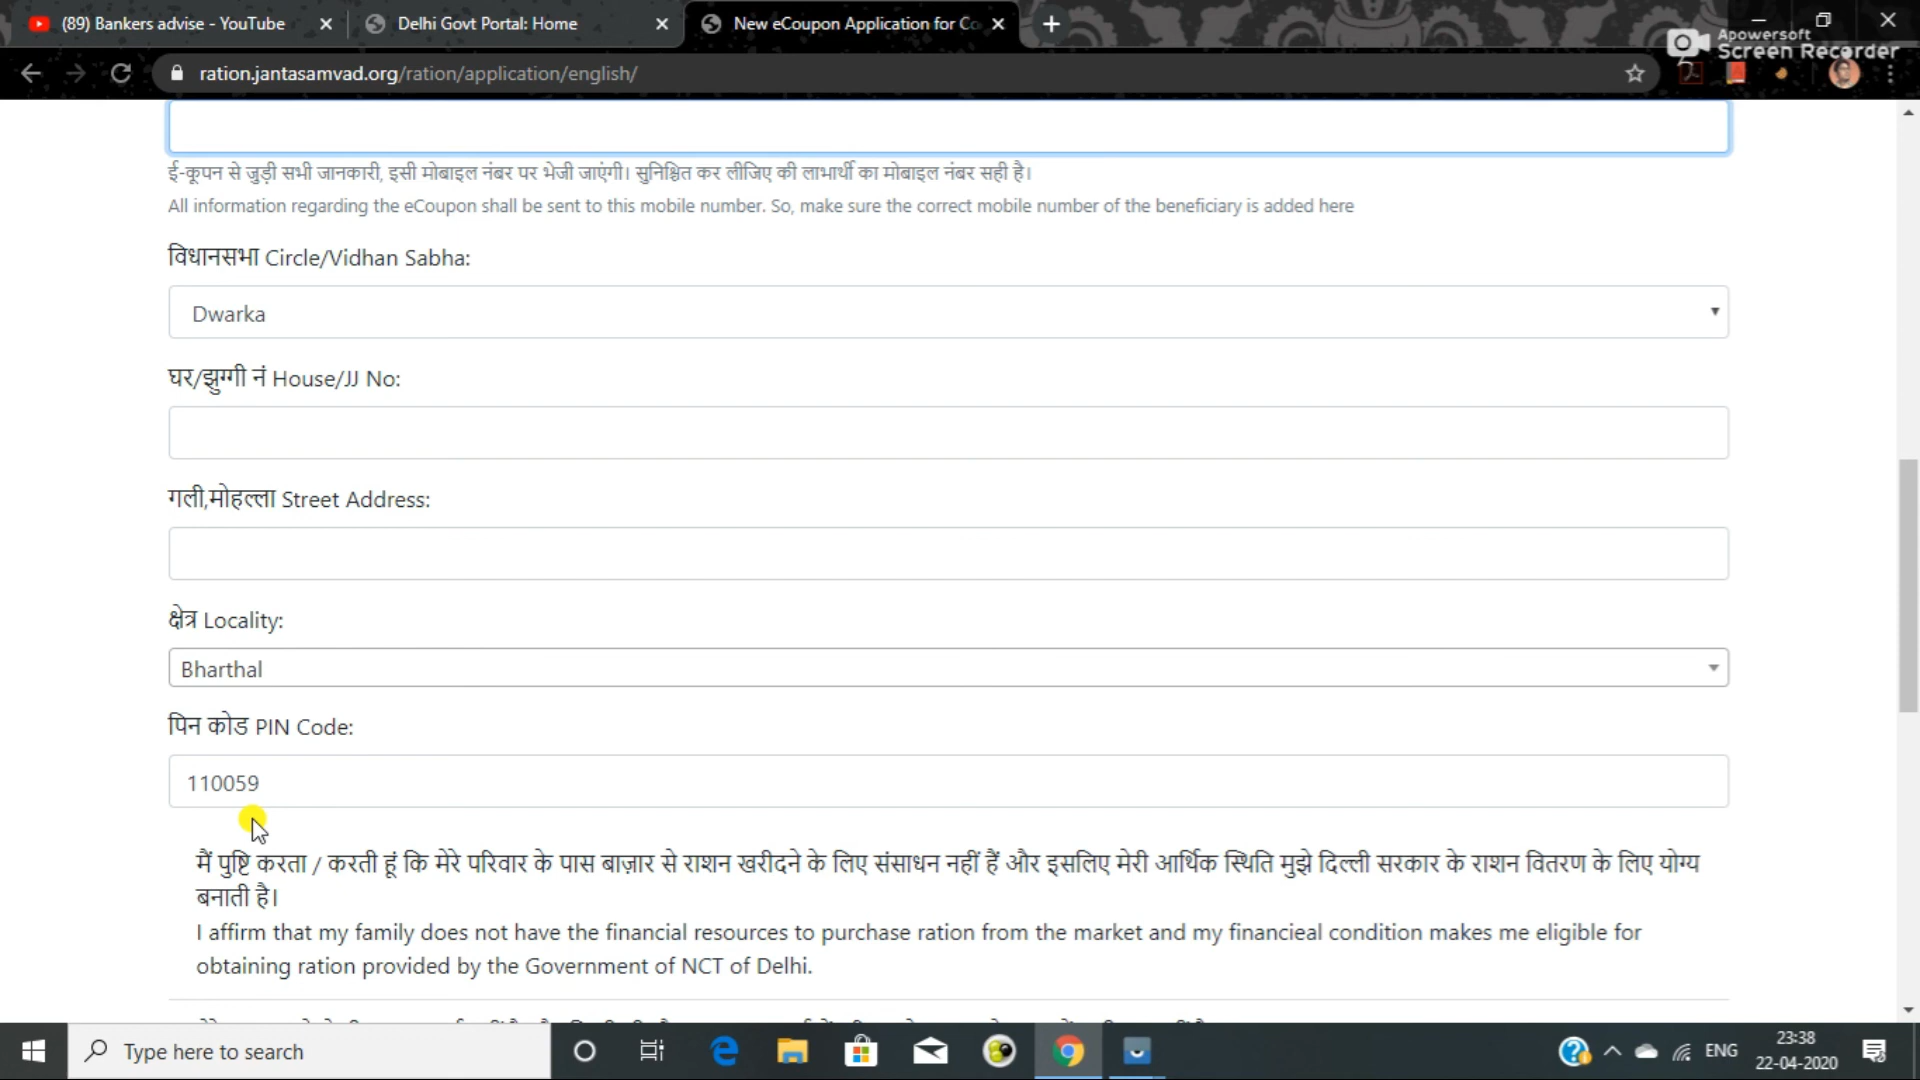 (89) Bankers advise - YouTube
Delhi Govt Portal: Home
New eCoupon Application for Co
Apowersoft
Screen Recorder
ration.jantasamvad.org/ration/application/english/
ई-कूपन से जुड़ी सभी जानकारी, इसी मोबाइल नंबर पर भेजी जाएंगी। सुनिश्चित कर लीजिए की लाभार्थी का मोबाइल नंबर सही है।
All information regarding the eCoupon shall be sent to this mobile number. So, make sure the correct mobile number of the beneficiary is added here
विधानसभा Circle/Vidhan Sabha:
Dwarka
घर/झुग्गी नं House/JJ No:
गली,मोहल्ला Street Address:
क्षेत्र Locality:
Bharthal
पिन कोड PIN Code:
110059
मैं पुष्टि करता / करती हूं कि मेरे परिवार के पास बाज़ार से राशन खरीदने के लिए संसाधन नहीं हैं और इसलिए मेरी आर्थिक स्थिति मुझे दिल्ली सरकार के राशन वितरण के लिए योग्य
बनाती है।
I affirm that my family does not have the financial resources to purchase ration from the market and my financieal condition makes me eligible for
obtaining ration provided by the Government of NCT of Delhi.
Type here to search
ENG
23:38
22-04-2020